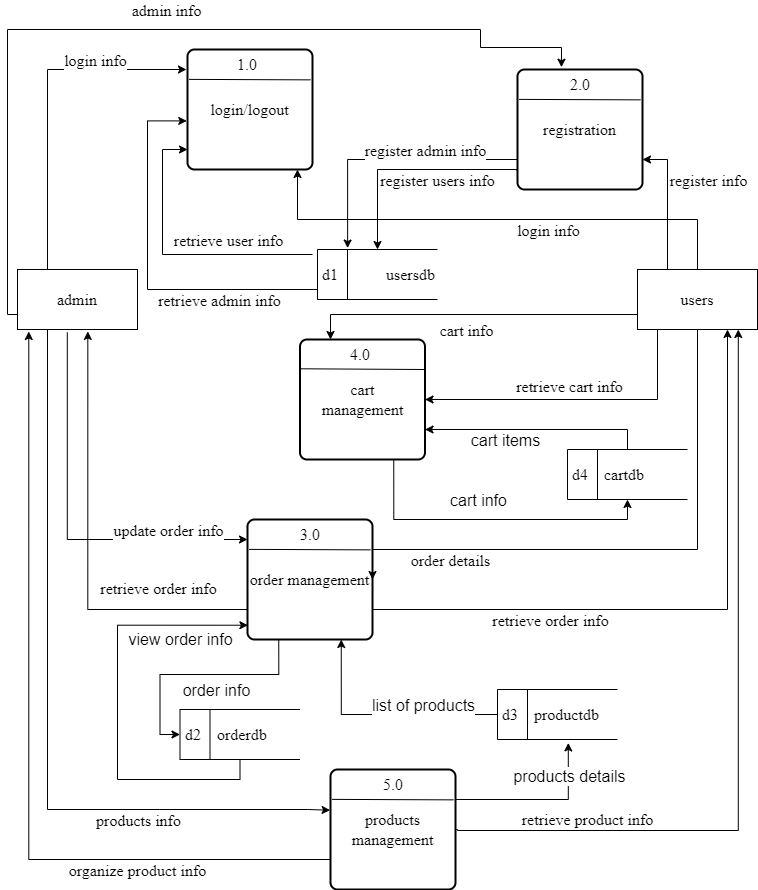 admin info
login info
1.0
login/logout
2.0
registration
register admin info
register users info
register info
login info
retrieve user info
d1
usersdb
retrieve admin info
admin
users
cart info
4.0
cart
management
retrieve cart info
cart items
d4
cartdb
cart info
update order info
3.0
order management
order details
retrieve order info
retrieve order info
view order info
order info
d2
orderdb
list of products
d3
productdb
products details
5.0
products
management
products info
retrieve product info
organize product info